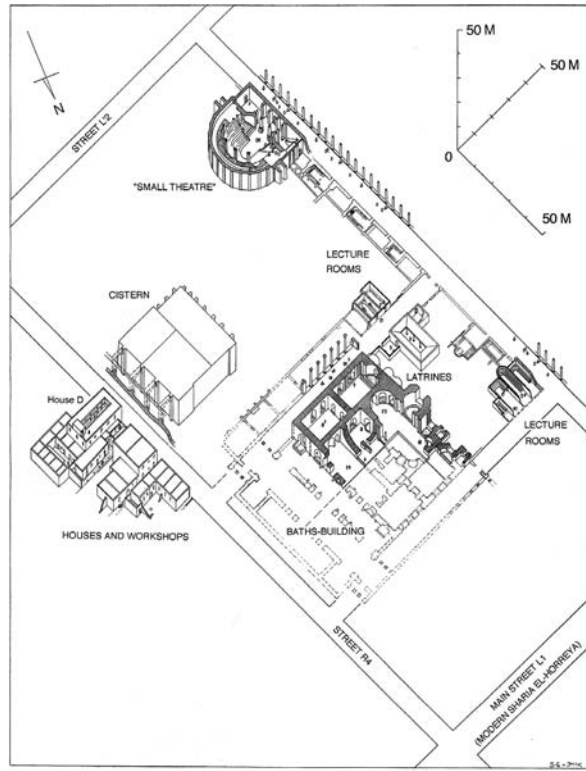 50 M
50 M
0
50 M
N
STREET L'2
"SMALL THEATRE"
LECTURE
ROOMS
CISTERN
LATRINES
House D
LECTURE
ROOMS
HOUSES AND WORKSHOPS
BATHS-BUILDING
STREET R4
MAIN STREET L1
(MODERN SHARIA EL-HORREYA)